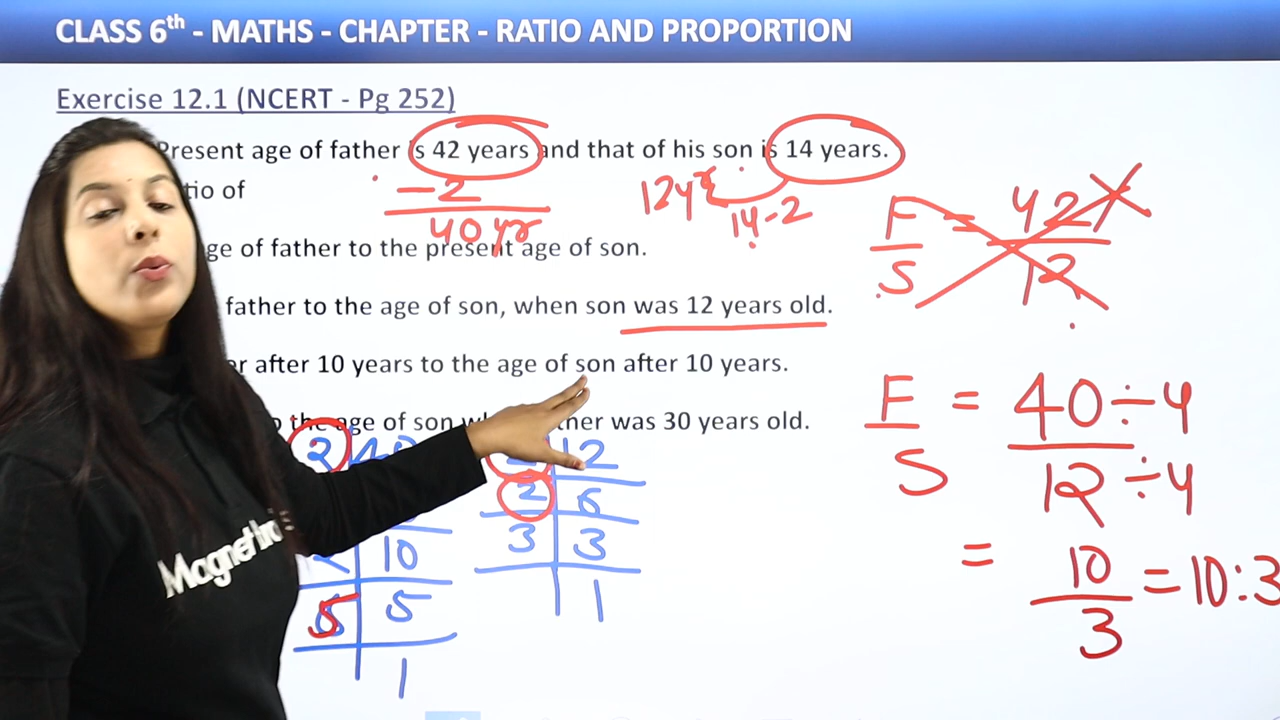 CLASS 6th - MATHS - CHAPTER - RATIO AND PROPORTION
Exercise 12.1 (NCERT - Pg 252)
Present age of father is 42 years and that of his son is 14 years.
tio of
- 2
40 yr
12yr
14-2
ge of father to the present age of son.
father to the age of son, when son was 12 years old.
er after 10 years to the age of son after 10 years.
the age of son was 30 years old.
F/S = 42/12
F/S = 40÷4/12÷4
= 10/3 = 10:3
2 | 40
10
5 | 5
1
2 | 12
2 | 6
3 | 3
1